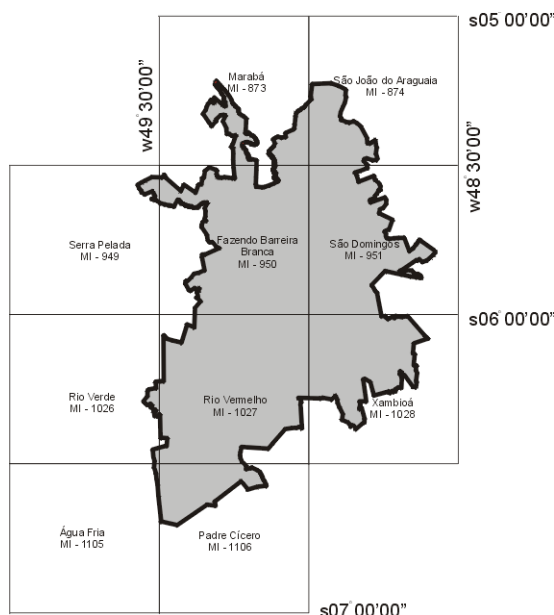 s05°00'00”
Marabá
MI - 873
São João do Araguaia
MI - 874
w49°30'00”
w48°30'00”
Serra Pelada
MI - 949
Fazendo Barreira
Branca
MI - 950
São Domingos
MI - 951
s06°00'00”
Rio Verde
MI - 1026
Rio Vermelho
MI - 1027
Xambioá
MI - 1028
Água Fria
MI - 1105
Padre Cícero
MI - 1106
s07°00'00”